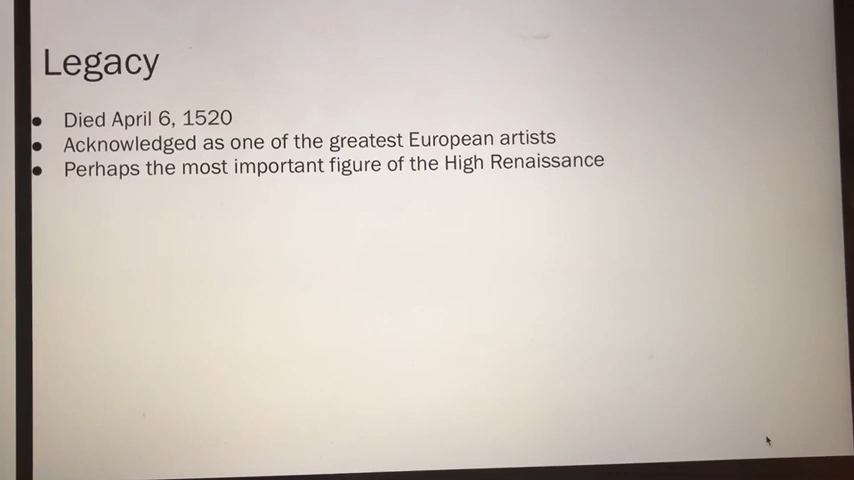 Legacy
● Died April 6, 1520
● Acknowledged as one of the greatest European artists
● Perhaps the most important figure of the High Renaissance